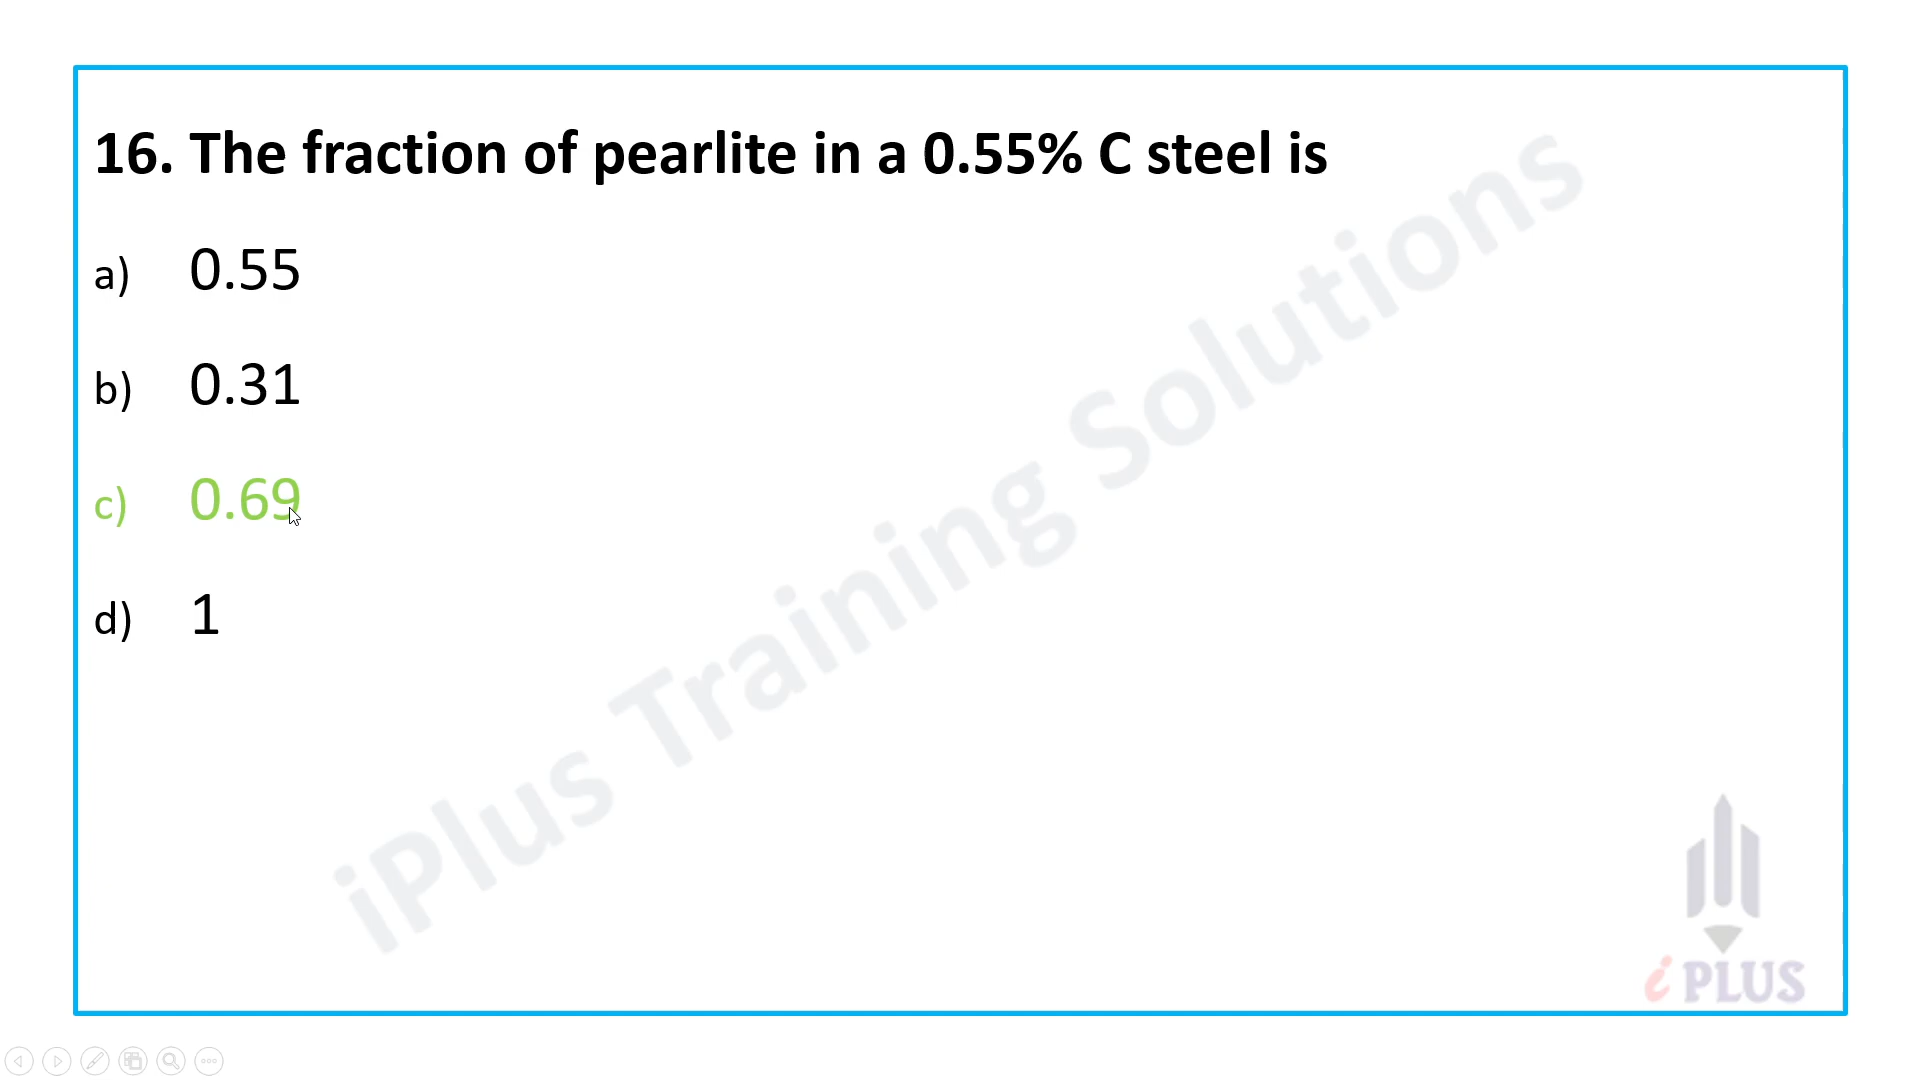 16. The fraction of pearlite in a 0.55% C steel is
a) 0.55
b) 0.31
c) 0.69
d) 1
iPlus Training Solutions
i PLUS